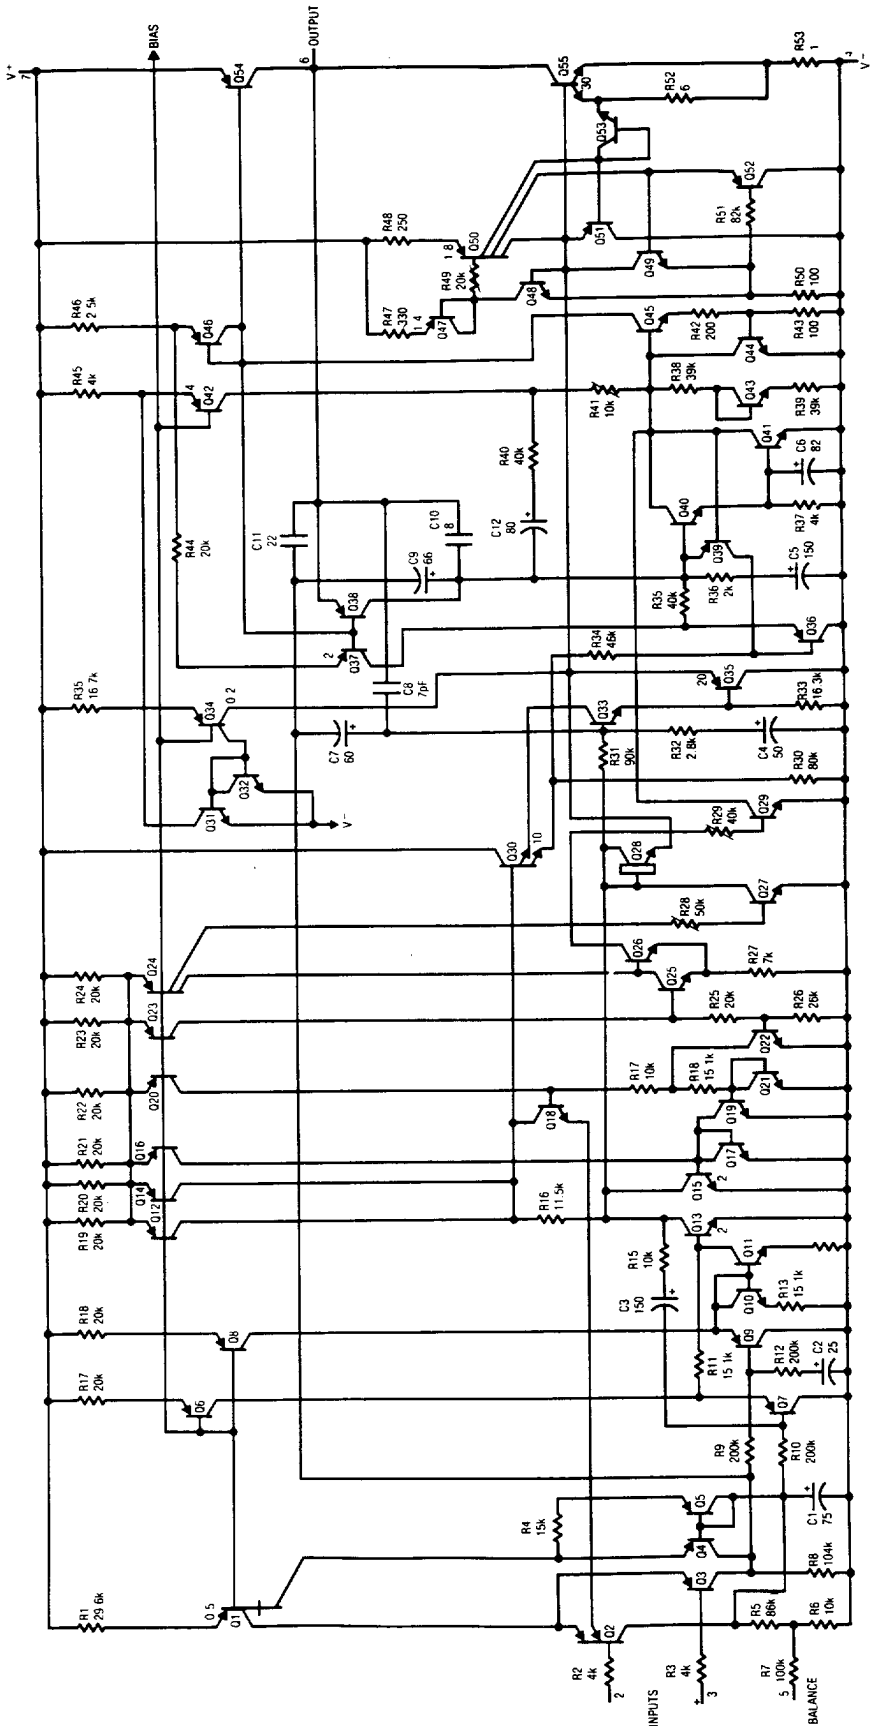 V+
7
BIAS
6
OUTPUT
R53
1
V−
4
Q54
Q55
30
R52
6
Q53
Q52
R51
82k
R48
250
1.8
Q50
R49
20k
Q51
Q49
Q48
R50
100
R47
330
1.4
Q47
R46
2.5k
Q46
Q45
R42
200
R43
100
Q44
R45
4k
4
Q42
R41
10k
R38
39k
Q43
R39
39k
Q41
C6
82
R40
40k
Q40
R37
4k
R44
20k
C11
22
C10
8
C12
80
Q39
C9
66
Q38
R35
40k
R36
2k
C5
150
2
Q37
R34
46k
Q36
C8
7pF
R35
16.7k
Q34
0.2
20
Q35
Q33
R33
16.3k
C7
60
R31
90k
R32
2.8k
C4
50
Q32
Q31
V−
R30
80k
Q30
10
R29
40k
Q29
Q28
R28
50k
Q27
R24
20k
Q24
Q26
R27
7k
R23
20k
Q23
Q25
R25
20k
R26
26k
Q22
R22
20k
Q20
R17
10k
R18
15.1k
Q21
Q18
Q19
R21
20k
Q16
Q17
R20
20k
Q14
Q15
2
R19
20k
Q12
R16
11.5k
Q13
2
R15
10k
Q11
C3
150
Q10
R13
15.1k
R18
20k
Q8
Q9
R11
15.1k
R12
200k
C2
25
R17
20k
Q6
Q7
R9
200k
R10
200k
R4
15k
Q5
C1
75
Q4
R8
104k
Q3
R1
29.6k
0.5
Q1
Q2
R5
86k
R6
10k
R2
4k
2
R3
4k
+
3
R7
100k
5
INPUTS
BALANCE